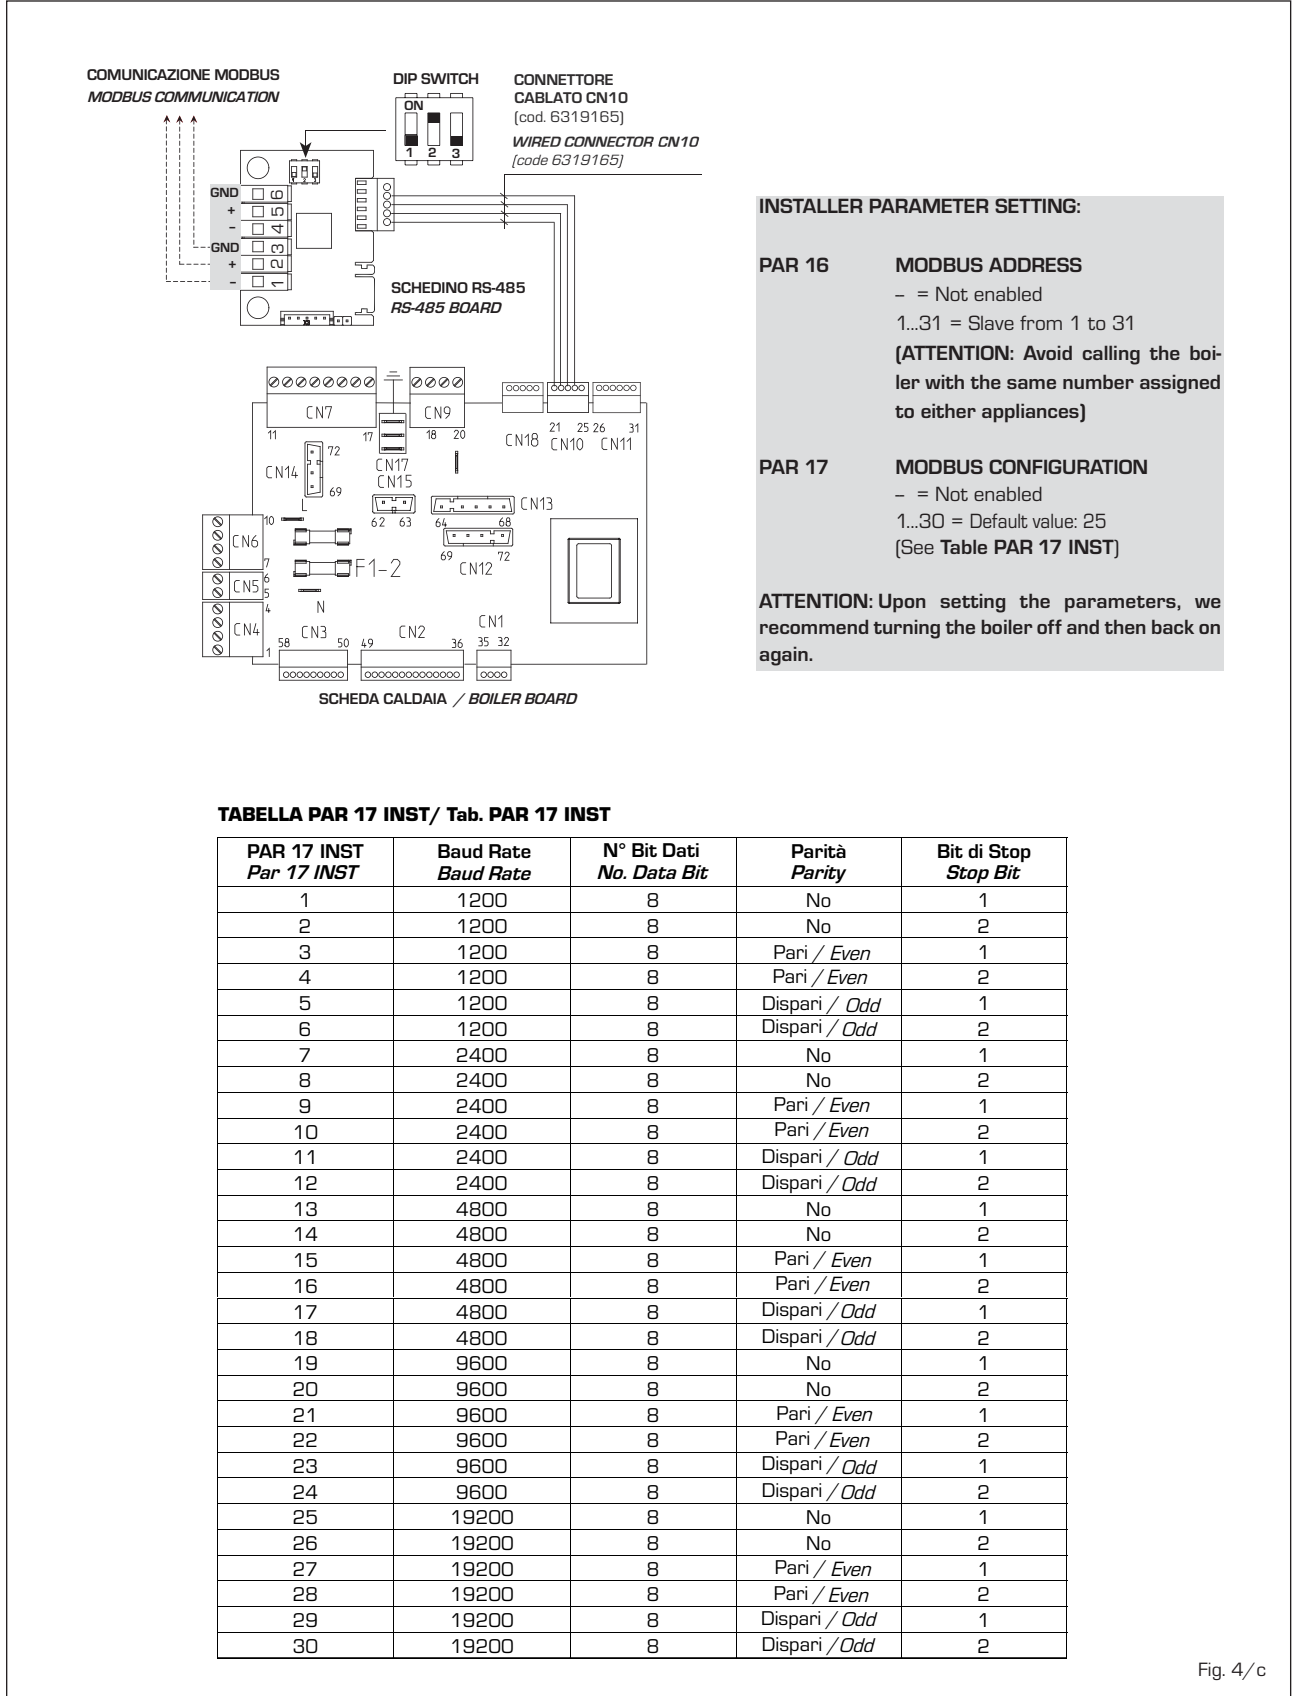 COMUNICAZIONE MODBUS
MODBUS COMMUNICATION
DIP SWITCH
ON
1 2 3
CONNETTORE
CABLATO CN10
(cod. 6319165)
WIRED CONNECTOR CN10
(code 6319165)
GND 6
+ 5
– 4
GND 3
+ 2
– 1
SCHEDINO RS-485
RS-485 BOARD
CN7
11 17
CN9
18 20
CN18
21 25
CN10
26 31
CN11
CN14
72
69
CN17
CN15
62 63
CN13
64 68
69 72
CN12
L
10
CN6
7
6
CN5
5
4
CN4
1
F1-2
N
58 CN3 50
49 CN2 36
CN1
35 32
SCHEDA CALDAIA / BOILER BOARD
INSTALLER PARAMETER SETTING:
PAR 16 MODBUS ADDRESS
– = Not enabled
1...31 = Slave from 1 to 31
(ATTENTION: Avoid calling the boi-
ler with the same number assigned
to either appliances)
PAR 17 MODBUS CONFIGURATION
– = Not enabled
1...30 = Default value: 25
(See Table PAR 17 INST)
ATTENTION: Upon setting the parameters, we
recommend turning the boiler off and then back on
again.
TABELLA PAR 17 INST/ Tab. PAR 17 INST
PAR 17 INST Baud Rate N° Bit Dati Parità Bit di Stop
Par 17 INST Baud Rate No. Data Bit Parity Stop Bit
1 1200 8 No 1
2 1200 8 No 2
3 1200 8 Pari / Even 1
4 1200 8 Pari / Even 2
5 1200 8 Dispari / Odd 1
6 1200 8 Dispari / Odd 2
7 2400 8 No 1
8 2400 8 No 2
9 2400 8 Pari / Even 1
10 2400 8 Pari / Even 2
11 2400 8 Dispari / Odd 1
12 2400 8 Dispari / Odd 2
13 4800 8 No 1
14 4800 8 No 2
15 4800 8 Pari / Even 1
16 4800 8 Pari / Even 2
17 4800 8 Dispari / Odd 1
18 4800 8 Dispari / Odd 2
19 9600 8 No 1
20 9600 8 No 2
21 9600 8 Pari / Even 1
22 9600 8 Pari / Even 2
23 9600 8 Dispari / Odd 1
24 9600 8 Dispari / Odd 2
25 19200 8 No 1
26 19200 8 No 2
27 19200 8 Pari / Even 1
28 19200 8 Pari / Even 2
29 19200 8 Dispari / Odd 1
30 19200 8 Dispari / Odd 2
Fig. 4/c